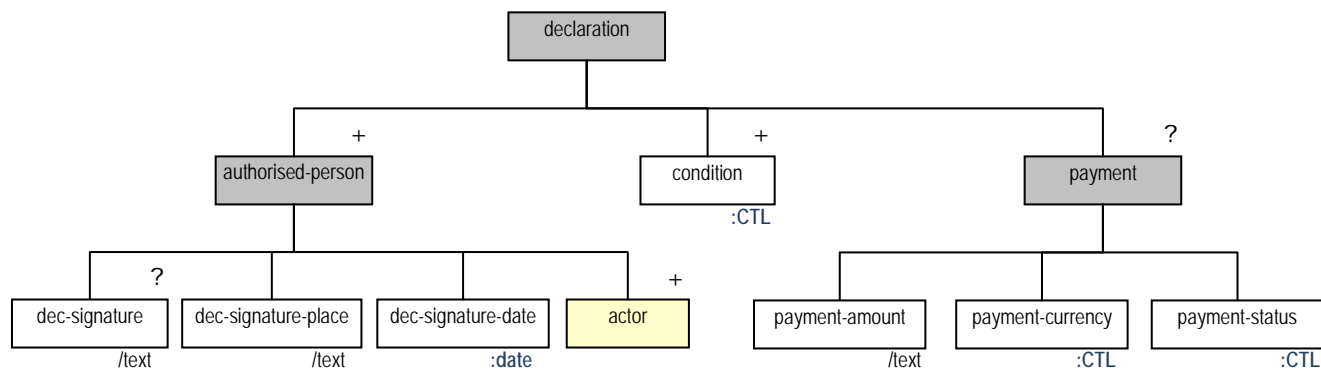 declaration
+ + ?
authorised-person condition payment
:CTL
? +
dec-signature dec-signature-place dec-signature-date actor payment-amount payment-currency payment-status
/text /text :date /text :CTL :CTL